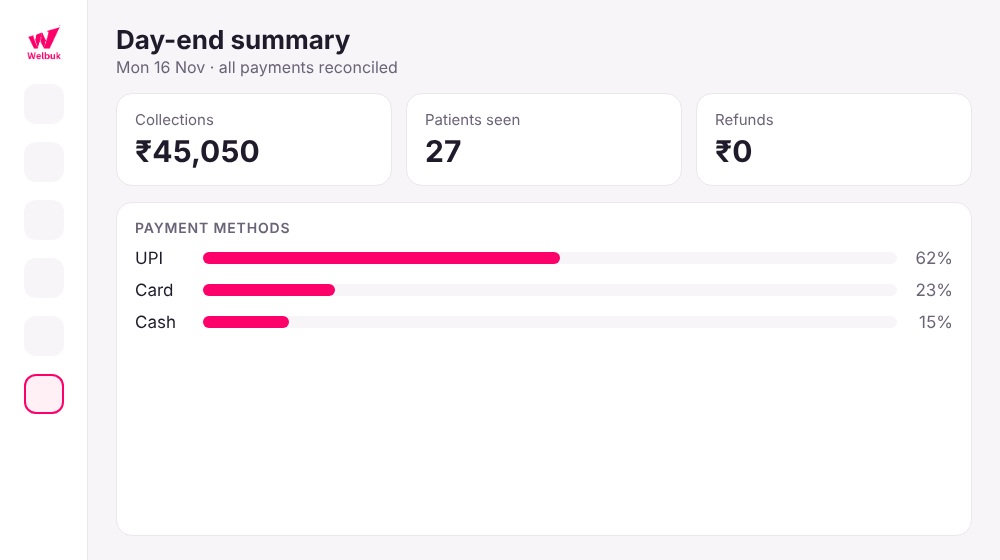 Welbuk
Day-end summary
Mon 16 Nov · all payments reconciled
Collections
₹45,050
Patients seen
27
Refunds
₹0
PAYMENT METHODS
UPI 62%
Card 23%
Cash 15%